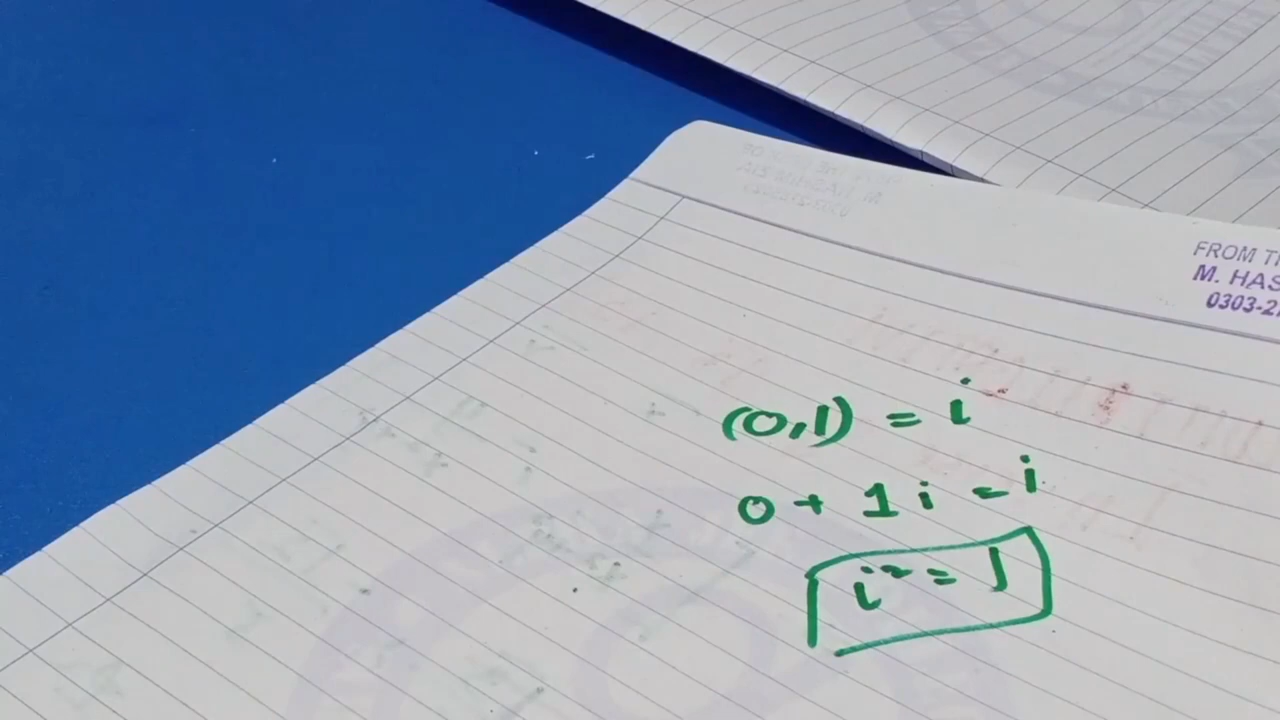 FROM
M. HAS
0303-2
(0,1) = i
0 + 1i = i
i² = 1